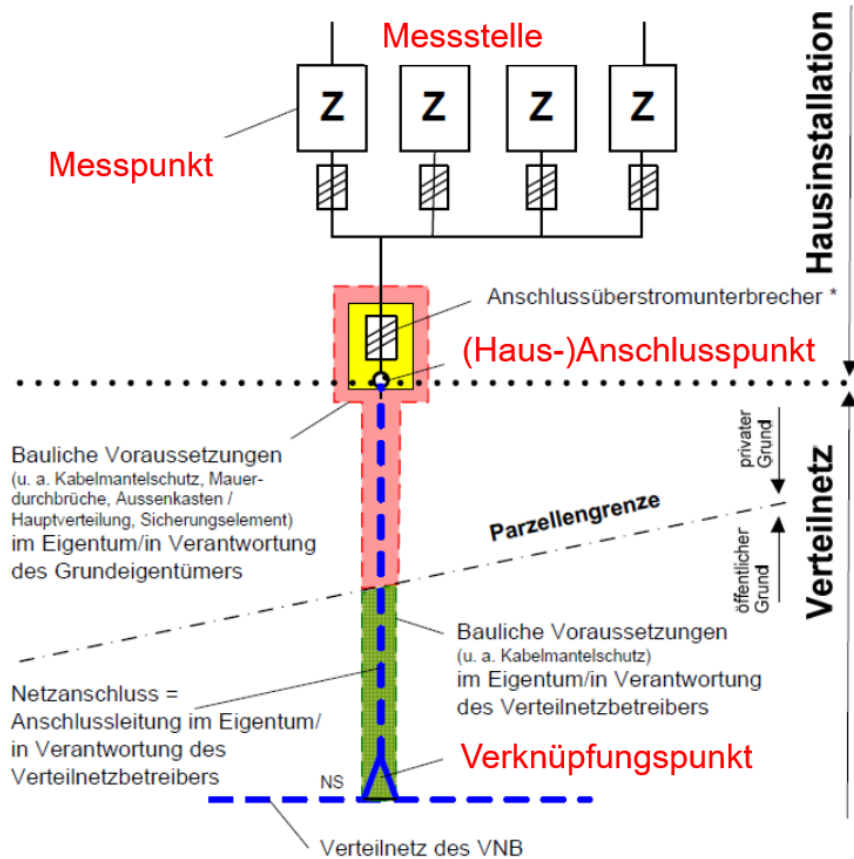 Messstelle
Z Z Z Z
Messpunkt
Hausinstallation
Anschlussüberstromunterbrecher *
(Haus-)Anschlusspunkt
Bauliche Voraussetzungen
(u. a. Kabelmantelschutz, Mauer-
durchbrüche, Aussenkasten /
Hauptverteilung, Sicherungselement)
im Eigentum/in Verantwortung
des Grundeigentümers
privater
Grund
Parzellengrenze
öffentlicher
Grund
Verteilnetz
Bauliche Voraussetzungen
(u. a. Kabelmantelschutz)
im Eigentum/in Verantwortung
des Verteilnetzbetreibers
Netzanschluss =
Anschlussleitung im Eigentum/
in Verantwortung des
Verteilnetzbetreibers
Verknüpfungspunkt
NS
Verteilnetz des VNB